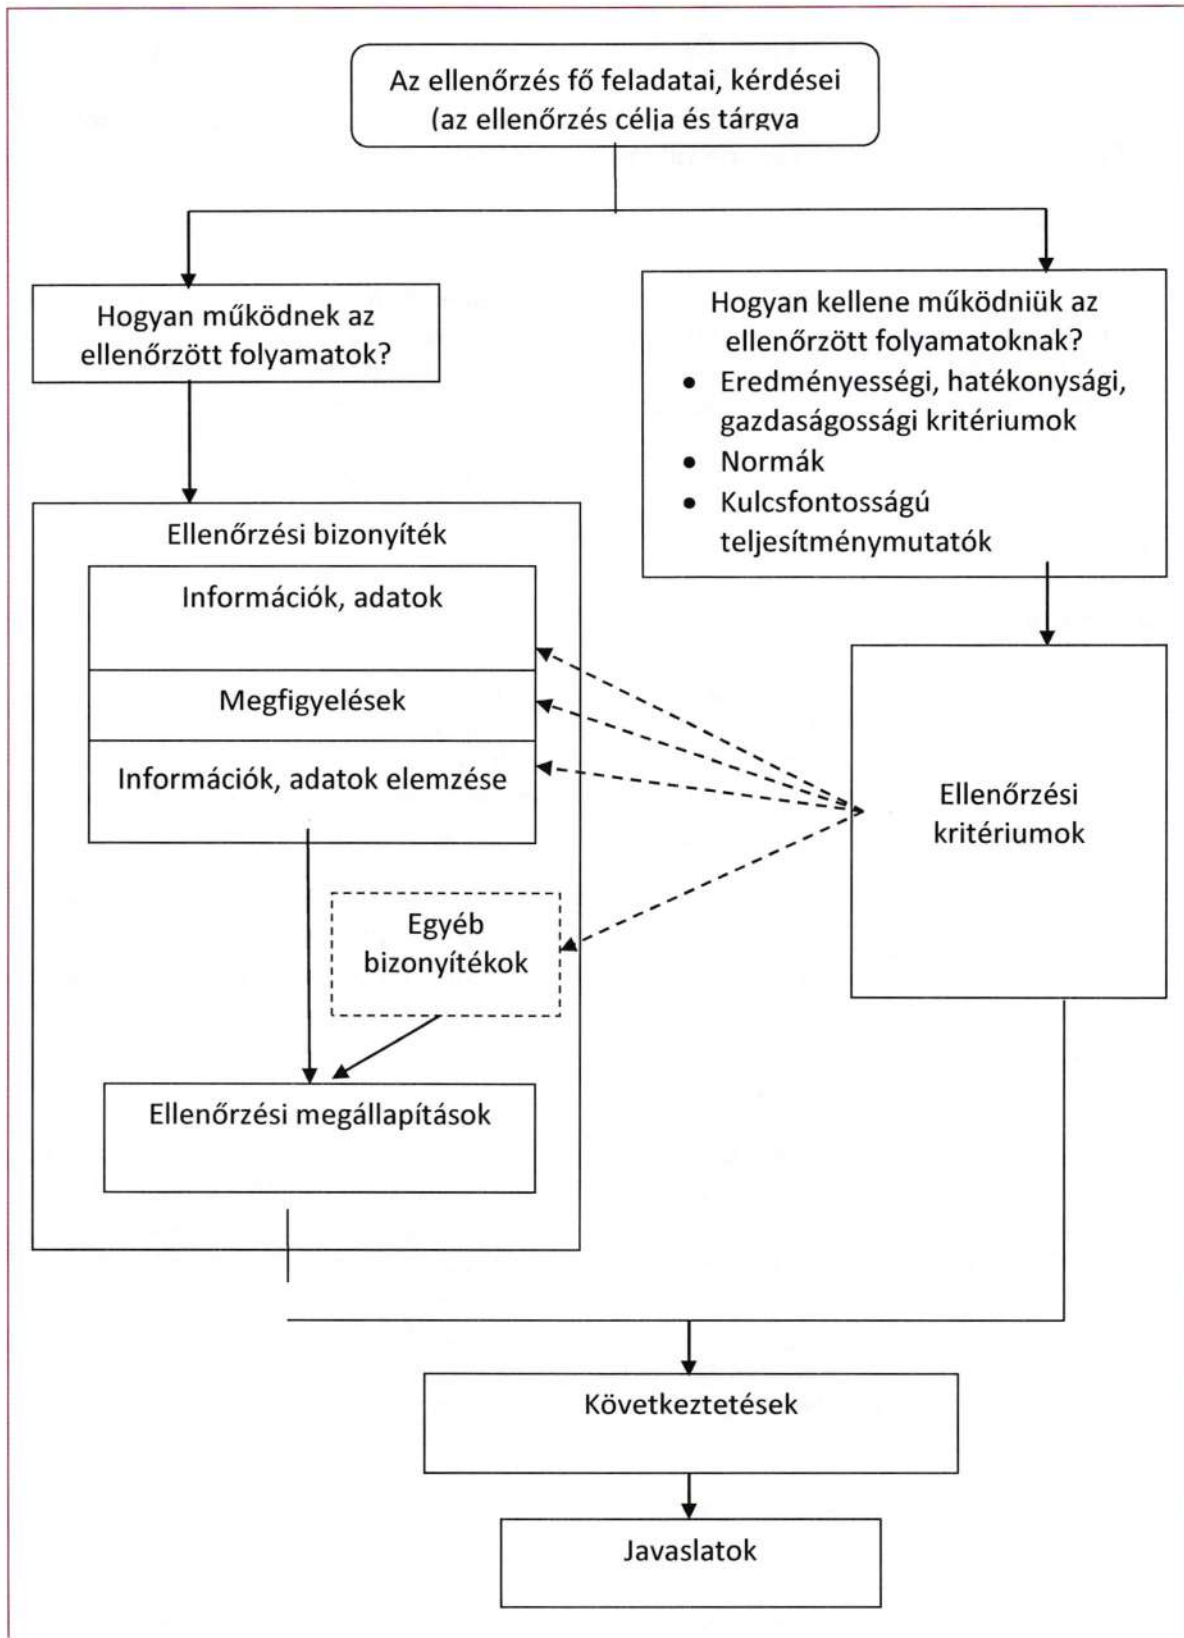 Az ellenőrzés fő feladatai, kérdései
(az ellenőrzés célja és tárgya
Hogyan működnek az
ellenőrzött folyamatok?
Hogyan kellene működniük az
ellenőrzött folyamatoknak?
• Eredményességi, hatékonysági,
gazdaságossági kritériumok
• Normák
• Kulcsfontosságú
teljesítménymutatók
Ellenőrzési bizonyíték
Információk, adatok
Megfigyelések
Információk, adatok elemzése
Ellenőrzési
kritériumok
Egyéb
bizonyítékok
Ellenőrzési megállapítások
Következtetések
Javaslatok